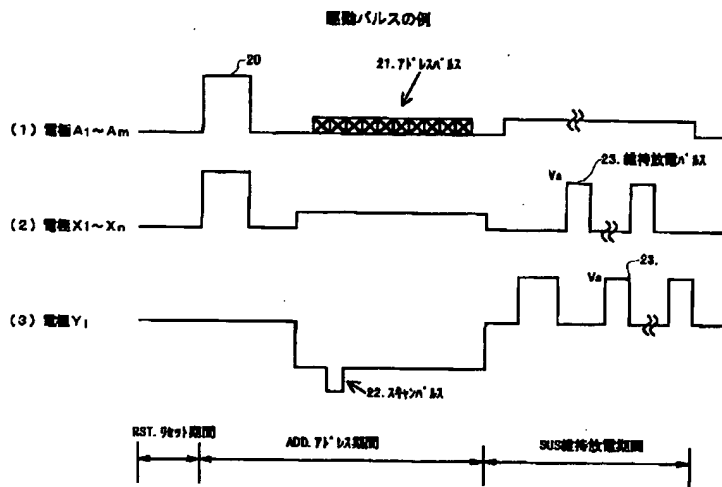 駆動パルスの例
20
21.アドレスパルス
(1) 電極A1~Am
23.維持放電パルス
Va
(2) 電極X1~Xn
Va
23.
(3) 電極Y1
22.スキャンパルス
RST.リセット期間
ADD.アドレス期間
SUS維持放電期間